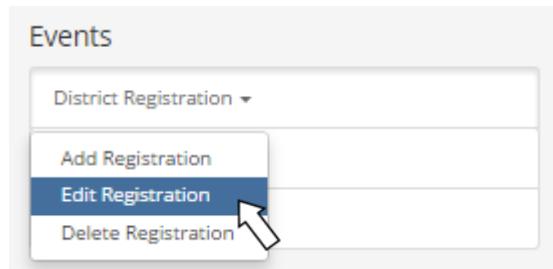 Events
District Registration
Add Registration
Edit Registration
Delete Registration